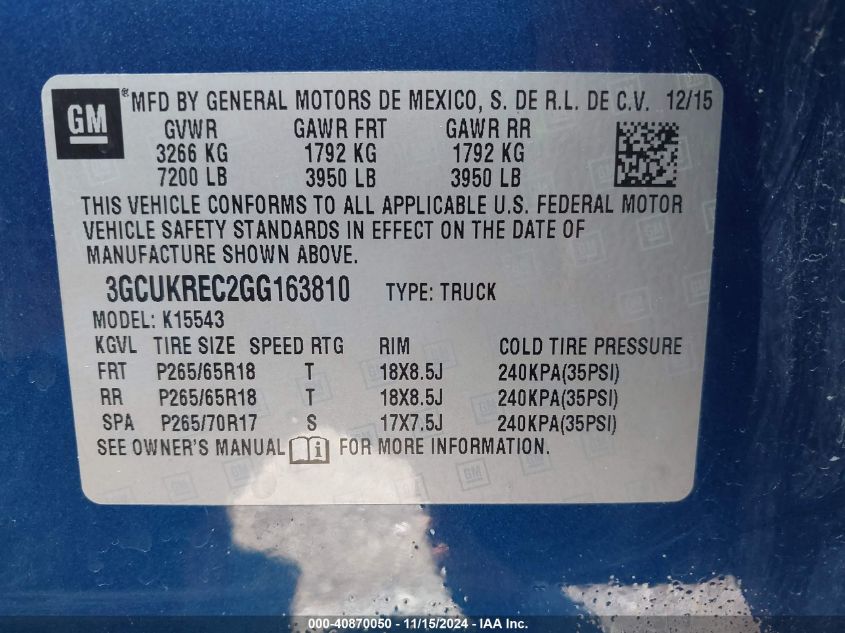 GM ® MFD BY GENERAL MOTORS DE MEXICO, S. DE R.L. DE C.V. 12/15
GVWR GAWR FRT GAWR RR
3266 KG 1792 KG 1792 KG
7200 LB 3950 LB 3950 LB
THIS VEHICLE CONFORMS TO ALL APPLICABLE U.S. FEDERAL MOTOR
VEHICLE SAFETY STANDARDS IN EFFECT ON THE DATE OF
MANUFACTURE SHOWN ABOVE.
3GCUKREC2GG163810 TYPE: TRUCK
MODEL: K15543
KGVL TIRE SIZE SPEED RTG RIM COLD TIRE PRESSURE
FRT P265/65R18 T 18X8.5J 240KPA(35PSI)
RR P265/65R18 T 18X8.5J 240KPA(35PSI)
SPA P265/70R17 S 17X7.5J 240KPA(35PSI)
SEE OWNER'S MANUAL i FOR MORE INFORMATION.
000-40870050 - 11/15/2024 - IAA Inc.